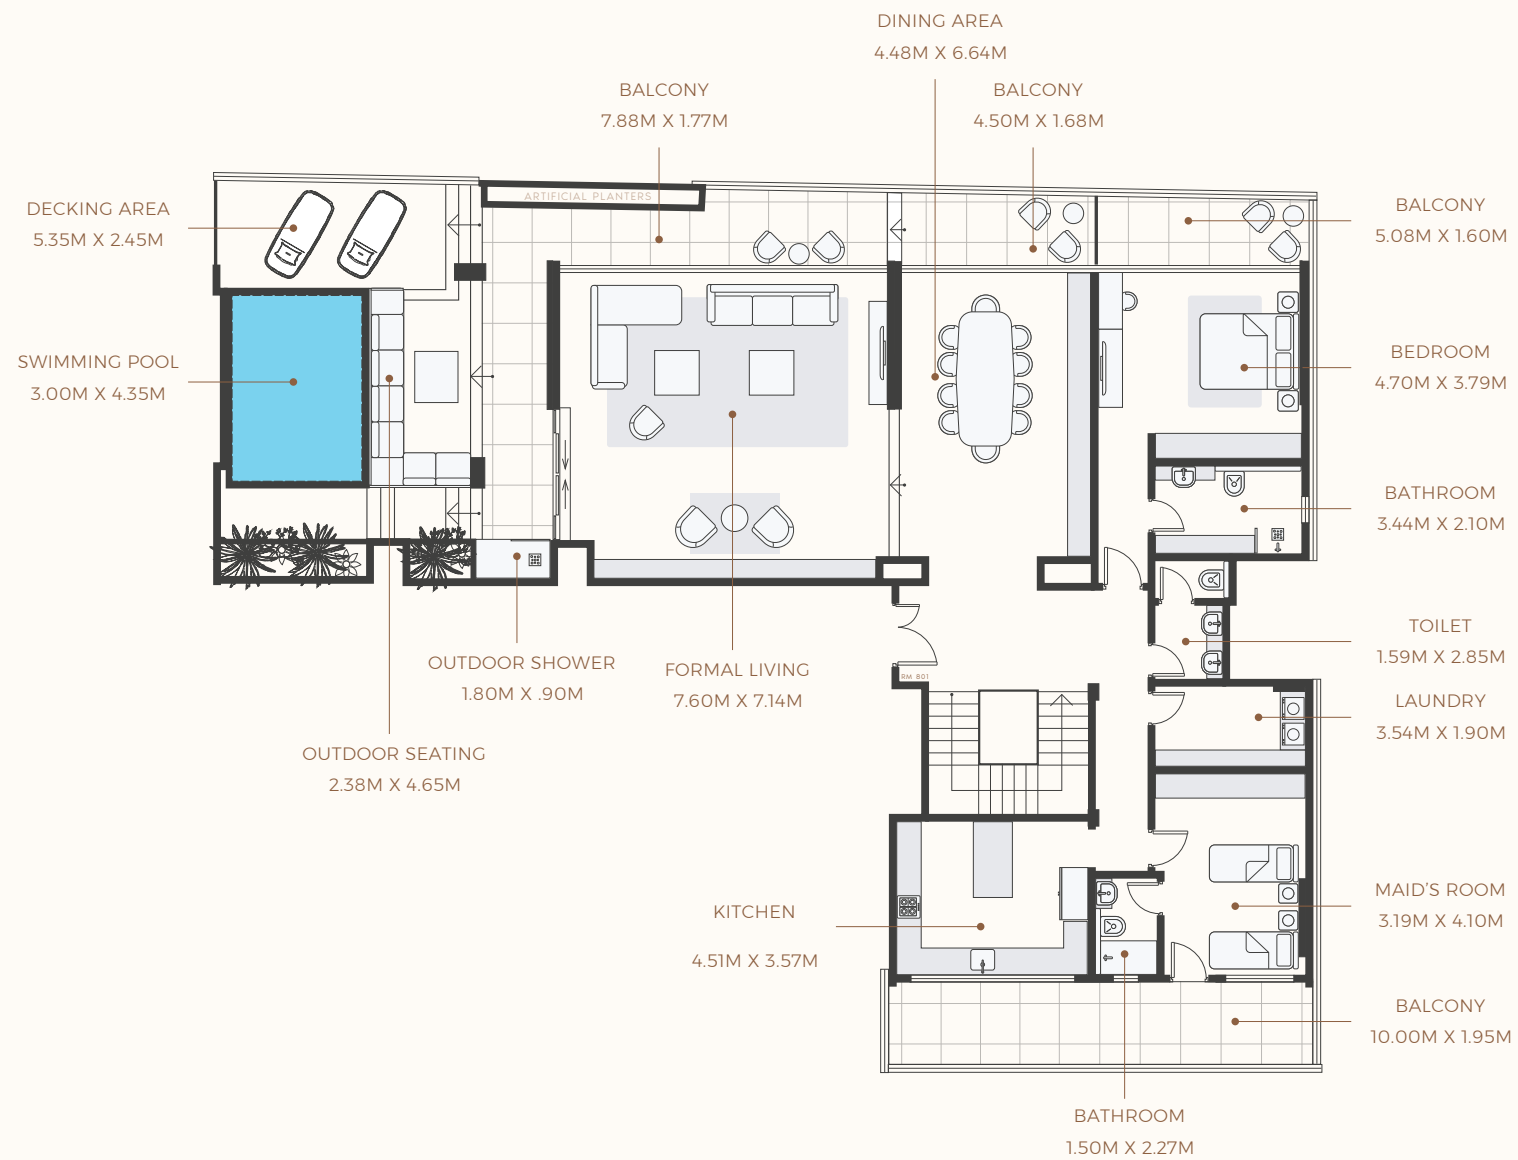 DINING AREA
4.48M X 6.64M
BALCONY
7.88M X 1.77M
BALCONY
4.50M X 1.68M
DECKING AREA
5.35M X 2.45M
ARTIFICIAL PLANTERS
BALCONY
5.08M X 1.60M
SWIMMING POOL
3.00M X 4.35M
BEDROOM
4.70M X 3.79M
BATHROOM
3.44M X 2.10M
OUTDOOR SHOWER
1.80M X .90M
FORMAL LIVING
7.60M X 7.14M
RM 801
TOILET
1.59M X 2.85M
LAUNDRY
3.54M X 1.90M
OUTDOOR SEATING
2.38M X 4.65M
KITCHEN
4.51M X 3.57M
MAID'S ROOM
3.19M X 4.10M
BALCONY
10.00M X 1.95M
BATHROOM
1.50M X 2.27M